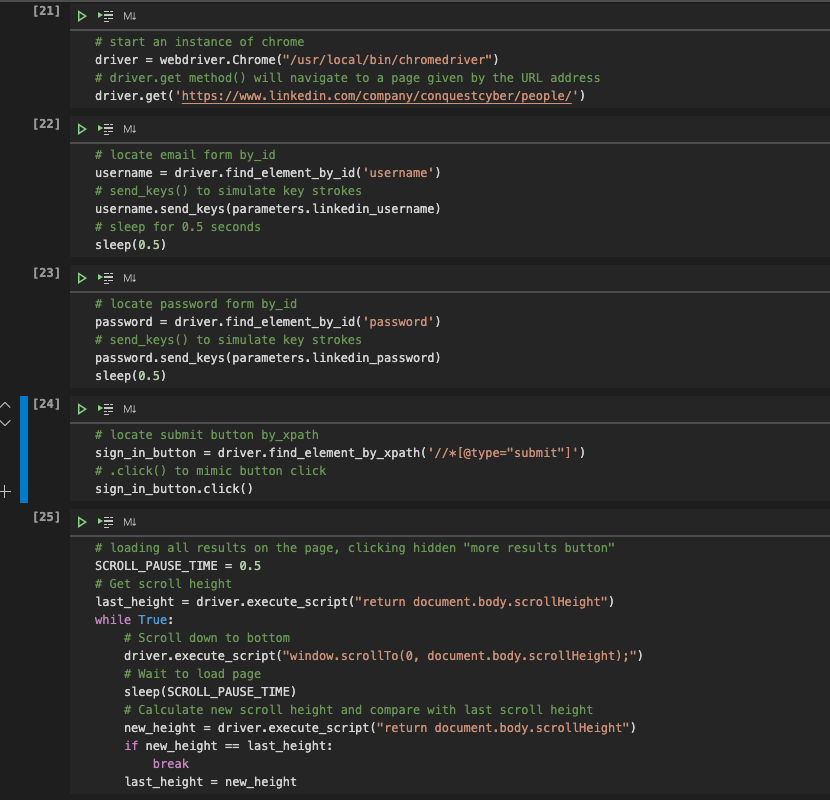 [21]
M↓
# start an instance of chrome
driver = webdriver.Chrome("/usr/local/bin/chromedriver")
# driver.get method() will navigate to a page given by the URL address
driver.get('https://www.linkedin.com/company/conquestcyber/people/')
[22]
M↓
# locate email form by_id
username = driver.find_element_by_id('username')
# send_keys() to simulate key strokes
username.send_keys(parameters.linkedin_username)
# sleep for 0.5 seconds
sleep(0.5)
[23]
M↓
# locate password form by_id
password = driver.find_element_by_id('password')
# send_keys() to simulate key strokes
password.send_keys(parameters.linkedin_password)
sleep(0.5)
[24]
M↓
# locate submit button by_xpath
sign_in_button = driver.find_element_by_xpath('//*[@type="submit"]')
# .click() to mimic button click
sign_in_button.click()
[25]
M↓
# loading all results on the page, clicking hidden "more results button"
SCROLL_PAUSE_TIME = 0.5
# Get scroll height
last_height = driver.execute_script("return document.body.scrollHeight")
while True:
    # Scroll down to bottom
    driver.execute_script("window.scrollTo(0, document.body.scrollHeight);")
    # Wait to load page
    sleep(SCROLL_PAUSE_TIME)
    # Calculate new scroll height and compare with last scroll height
    new_height = driver.execute_script("return document.body.scrollHeight")
    if new_height == last_height:
        break
    last_height = new_height